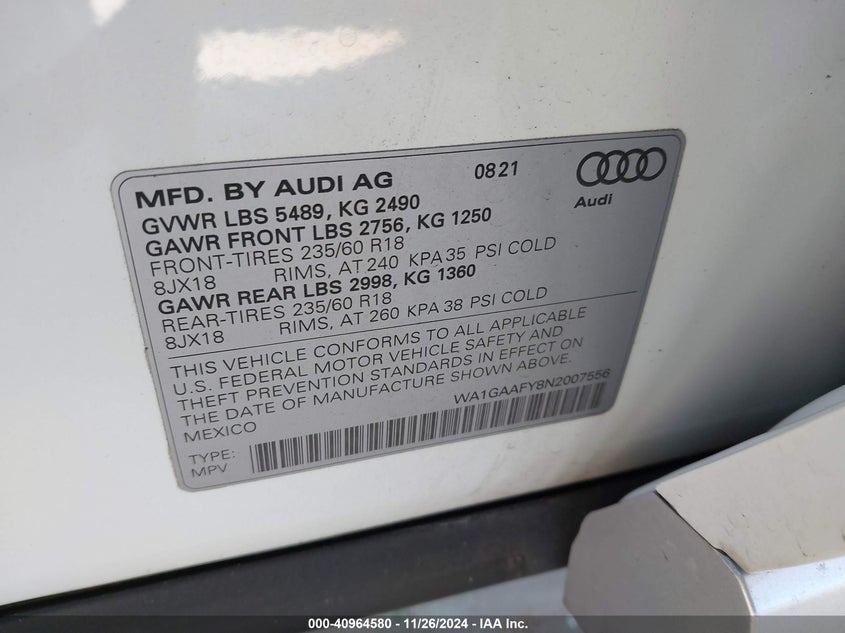 MFD. BY AUDI AG 08 21
Audi
GVWR LBS 5489, KG 2490
GAWR FRONT LBS 2756, KG 1250
FRONT-TIRES 235/60 R18
8JX18 RIMS, AT 240 KPA 35 PSI COLD
GAWR REAR LBS 2998, KG 1360
REAR-TIRES 235/60 R18
8JX18 RIMS, AT 260 KPA 38 PSI COLD
THIS VEHICLE CONFORMS TO ALL APPLICABLE
U.S. FEDERAL MOTOR VEHICLE SAFETY AND
THEFT PREVENTION STANDARDS IN EFFECT ON
THE DATE OF MANUFACTURE SHOWN ABOVE.
MEXICO WA1GAAFY8N2007556
TYPE:
MPV
000-40964580 - 11/26/2024 - IAA Inc.